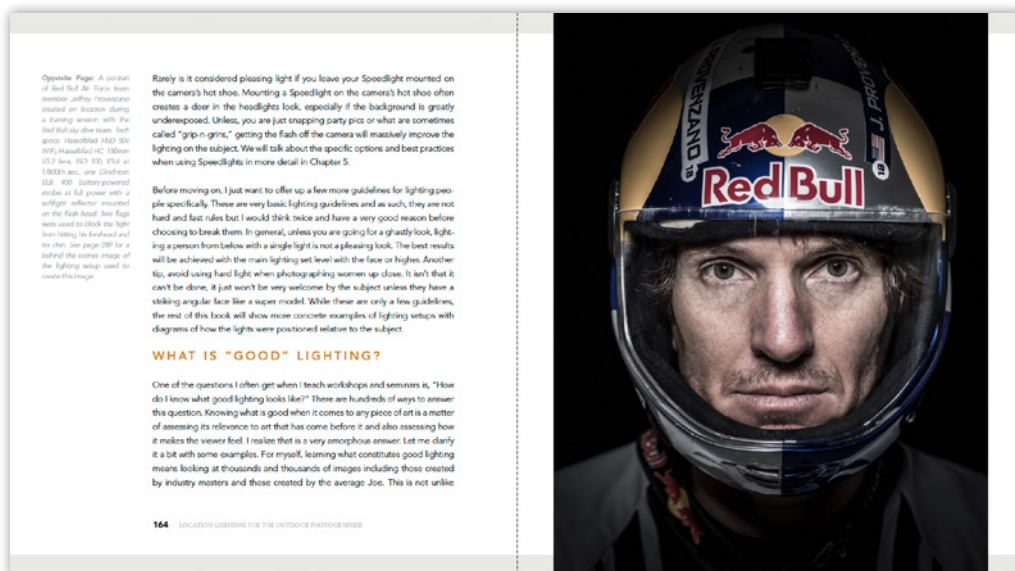 Opposite Page: A portrait
of Red Bull Air Force team
member Jeffrey Provenzano
created on location during
a training session with the
Red Bull sky dive team. Tech
specs: Hasselblad H5D 50c
WiFi, Hasselblad HC 150mm
f/3.2 lens, ISO 100, f/5.6 at
1/800th sec, one Elinchrom
ELB 400 battery-powered
strobe at full power with a
softlight reflector mounted
on the flash head. Two flags
were used to block the light
from hitting his forehead and
his chin. See page 289 for a
behind the scenes image of
the lighting setup used to
create this image.
Rarely is it considered pleasing light if you leave your Speedlight mounted on
the camera's hot shoe. Mounting a Speedlight on the camera's hot shoe often
creates a deer in the headlights look, especially if the background is greatly
underexposed. Unless, you are just snapping party pics or what are sometimes
called "grip-n-grins," getting the flash off the camera will massively improve the
lighting on the subject. We will talk about the specific options and best practices
when using Speedlights in more detail in Chapter 5.
Before moving on, I just want to offer up a few more guidelines for lighting peo-
ple specifically. These are very basic lighting guidelines and as such, they are not
hard and fast rules but I would think twice and have a very good reason before
choosing to break them. In general, unless you are going for a ghastly look, light-
ing a person from below with a single light is not a pleasing look. The best results
will be achieved with the main lighting set level with the face or higher. Another
tip, avoid using hard light when photographing women up close. It isn't that it
can't be done, it just won't be very welcome by the subject unless they have a
striking angular face like a super model. While these are only a few guidelines,
the rest of this book will show more concrete examples of lighting setups with
diagrams of how the lights were positioned relative to the subject.
WHAT IS "GOOD" LIGHTING?
One of the questions I often get when I teach workshops and seminars is, "How
do I know what good lighting looks like?" There are hundreds of ways to answer
this question. Knowing what is good when it comes to any piece of art is a matter
of assessing its relevance to art that has come before it and also assessing how
it makes the viewer feel. I realize that is a very amorphous answer. Let me clarify
it a bit with some examples. For myself, learning what constitutes good lighting
means looking at thousands and thousands of images including those created
by industry masters and those created by the average Joe. This is not unlike
164 LOCATION LIGHTING FOR THE OUTDOOR PHOTOGRAPHER
PROVENZANO
18
J. PROVENZANO
18
Red Bull